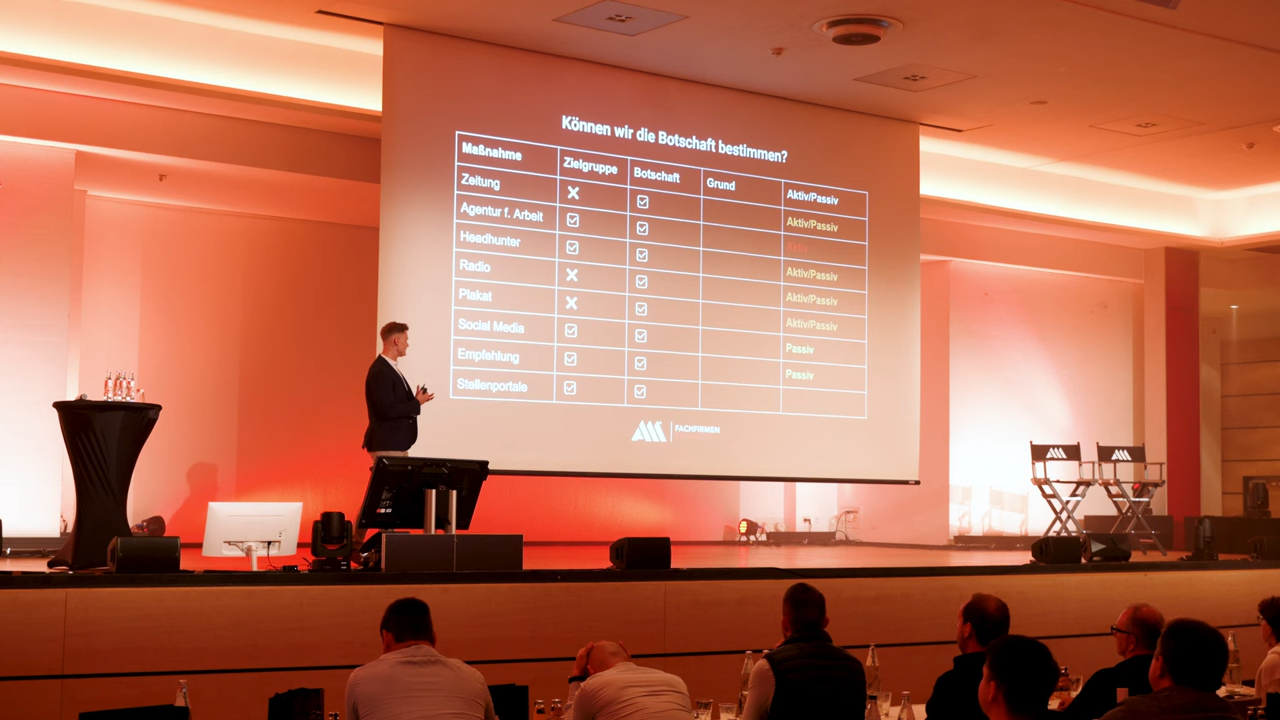 Können wir die Botschaft bestimmen?
Maßnahme Zielgruppe Botschaft Grund Aktiv/Passiv
Zeitung Aktiv/Passiv
Agentur f. Arbeit Aktiv
Headhunter Aktiv/Passiv
Radio Aktiv/Passiv
Plakat Aktiv/Passiv
Social Media Passiv
Empfehlung Passiv
Stellenportale
FACHFIRMEN